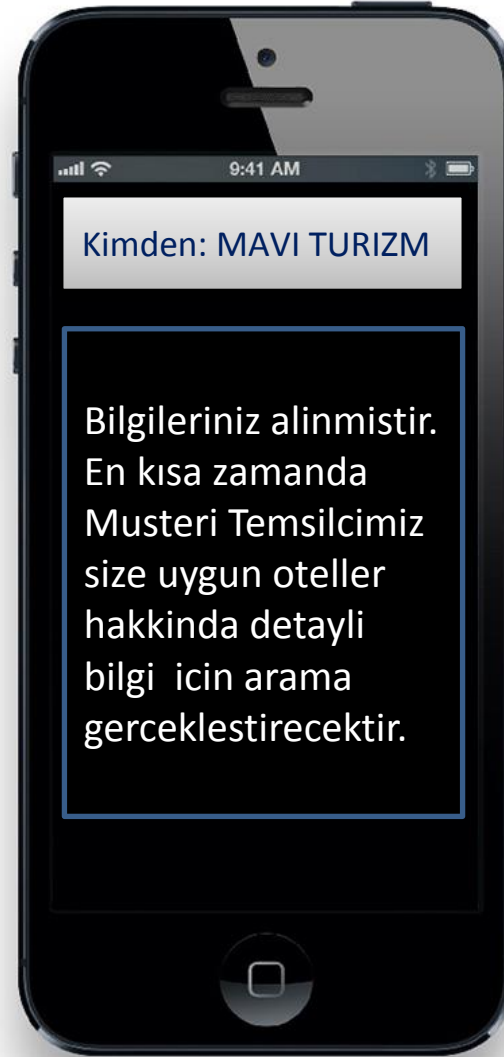 9:41 AM
Kimden: MAVI TURIZM
Bilgileriniz alinmistir.
En kısa zamanda
Musteri Temsilcimiz
size uygun oteller
hakkinda detayli
bilgi  icin arama
gerceklestirecektir.